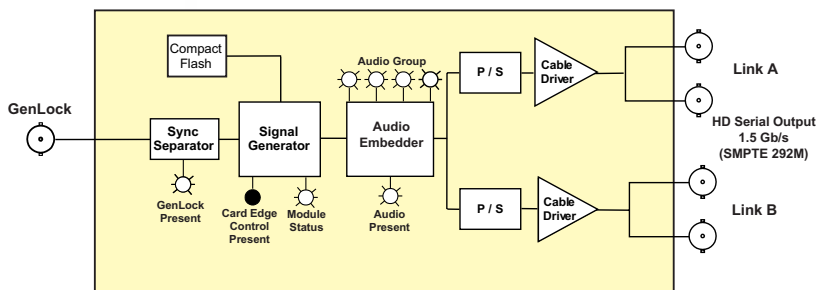 Compact
Flash
Audio Group
P / S
Cable
Driver
Link A
GenLock
Sync
Separator
Signal
Generator
Audio
Embedder
HD Serial Output
1.5 Gb/s
(SMPTE 292M)
GenLock
Present
Card Edge
Control
Present
Module
Status
Audio
Present
P / S
Cable
Driver
Link B